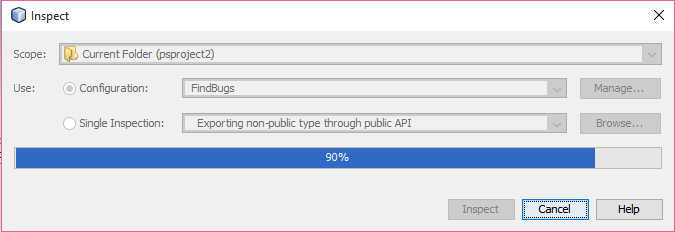 Inspect
Scope: Current Folder (psproject2)
Use: Configuration: FindBugs Manage...
Single Inspection: Exporting non-public type through public API Browse...
90%
Inspect Cancel Help